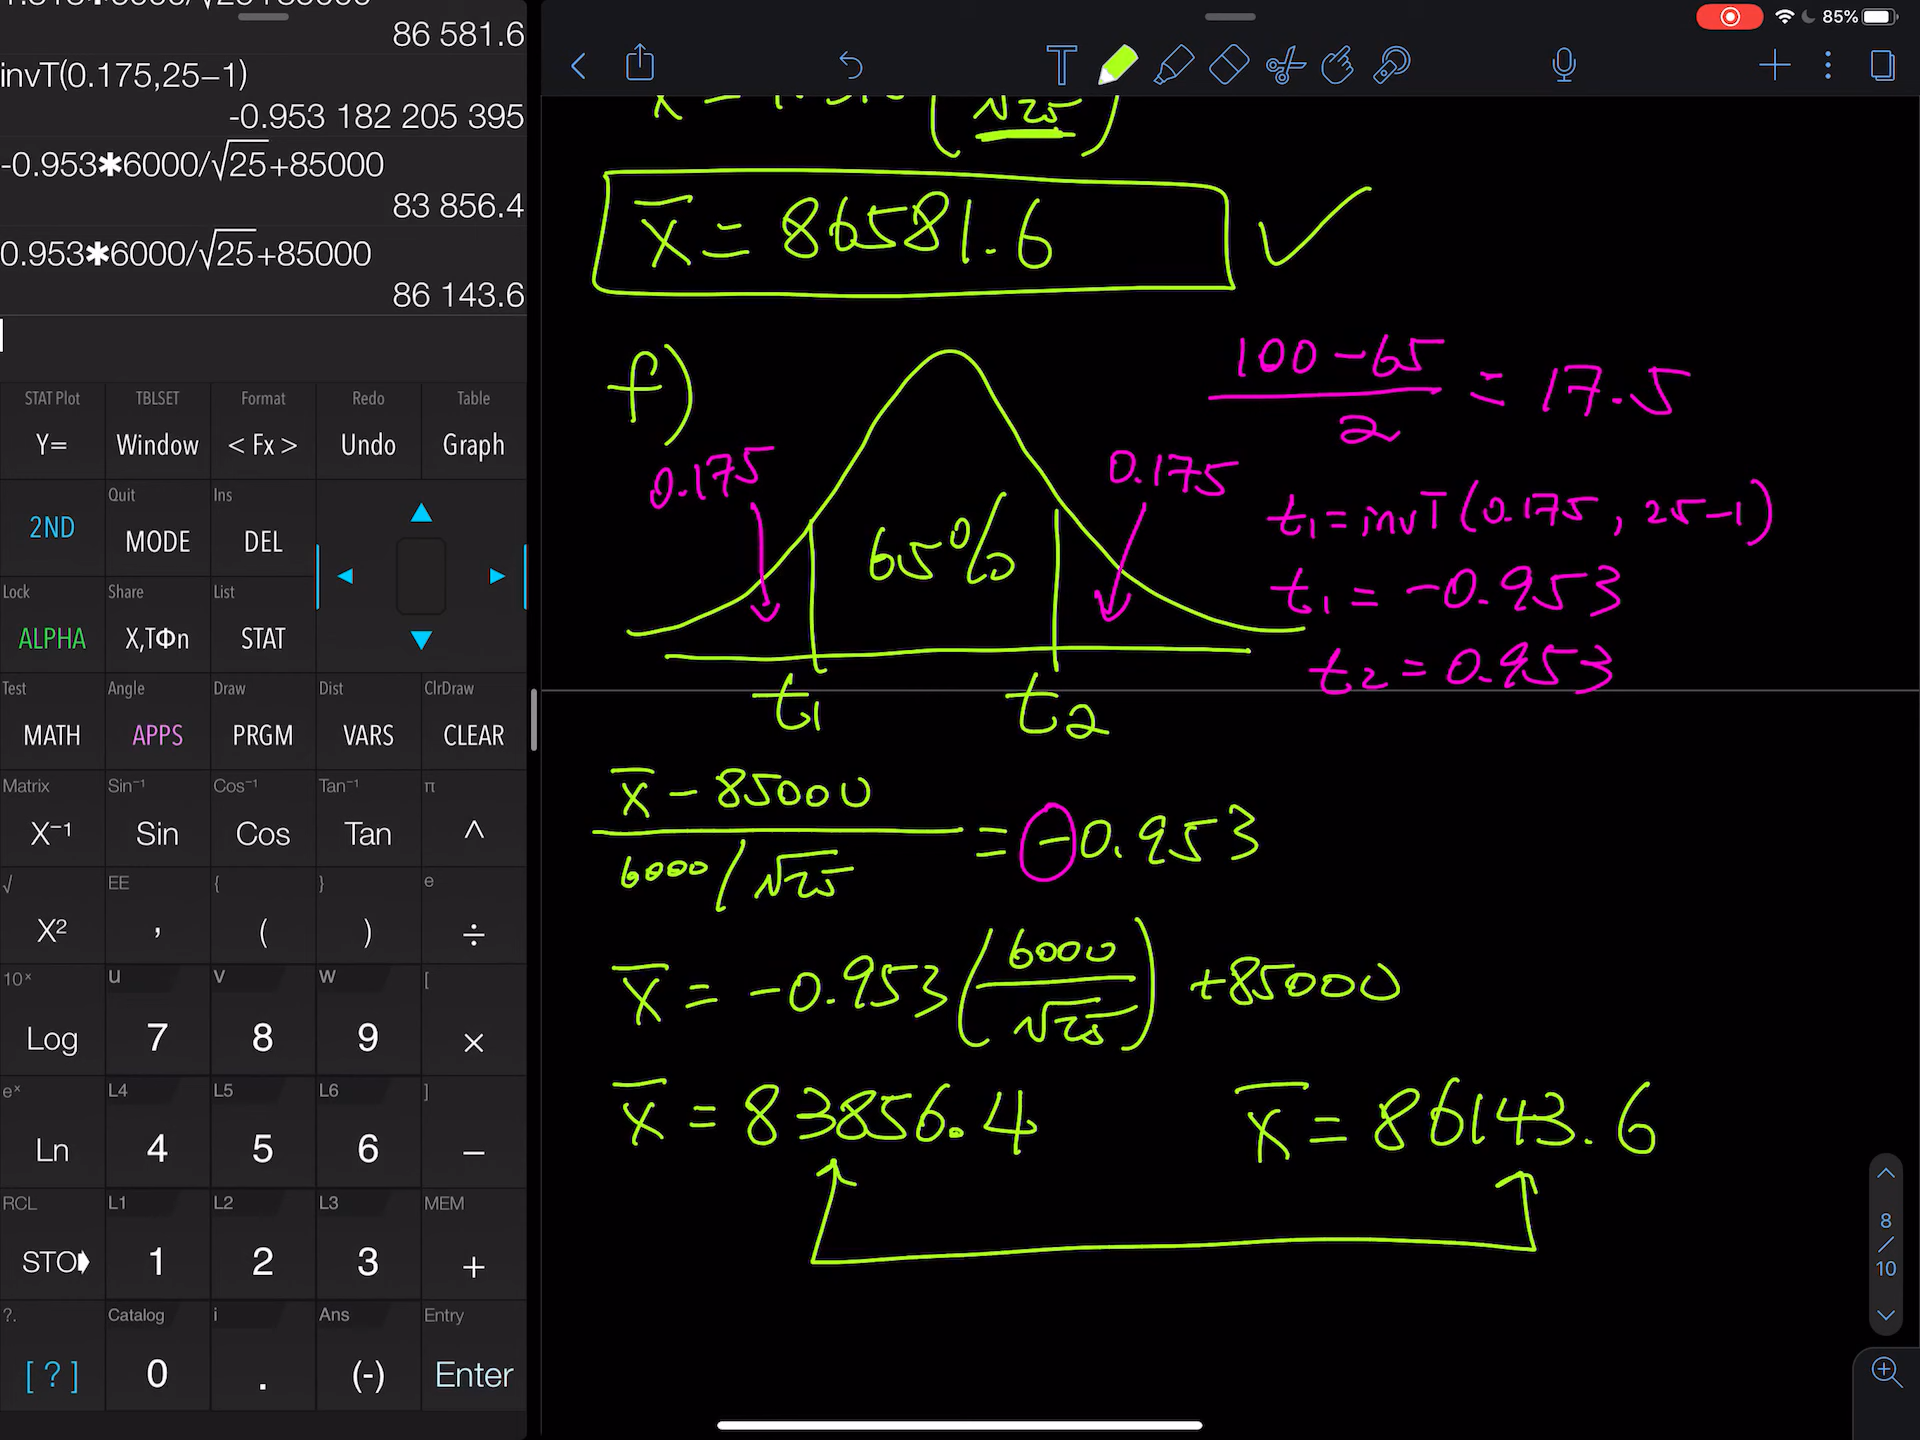 86 581.6
invT(0.175,25−1)
-0.953 182 205 395
-0.953✱6000/√25+85000
83 856.4
0.953✱6000/√25+85000
86 143.6
STAT Plot TBLSET Format Redo Table
Y= Window < Fx > Undo Graph
Quit Ins
2ND MODE DEL
Lock Share List
ALPHA X,TΦn STAT
Test Angle Draw Dist ClrDraw
MATH APPS PRGM VARS CLEAR
Matrix Sin⁻¹ Cos⁻¹ Tan⁻¹ π
X⁻¹ Sin Cos Tan ^
√ EE { } e
X² , ( ) ÷
10ˣ u v w [
Log 7 8 9 ×
eˣ L4 L5 L6 ]
Ln 4 5 6 −
RCL L1 L2 L3 MEM
STO 1 2 3 +
?. Catalog i Ans Entry
[ ? ] 0 . (-) Enter
85%
T
√25
x̄ = 86581.6 ✓
f)
100-65
2
= 17.5
0.175
65%
0.175
t₁ t₂
t₁ = invT (0.175, 25-1)
t₁ = -0.953
t₂ = 0.953
x̄ - 85000
6000 / √25
= -0.953
x̄ = -0.953 (6000/√25) +85000
x̄ = 83856.4 x̄ = 86143.6
8
/
10